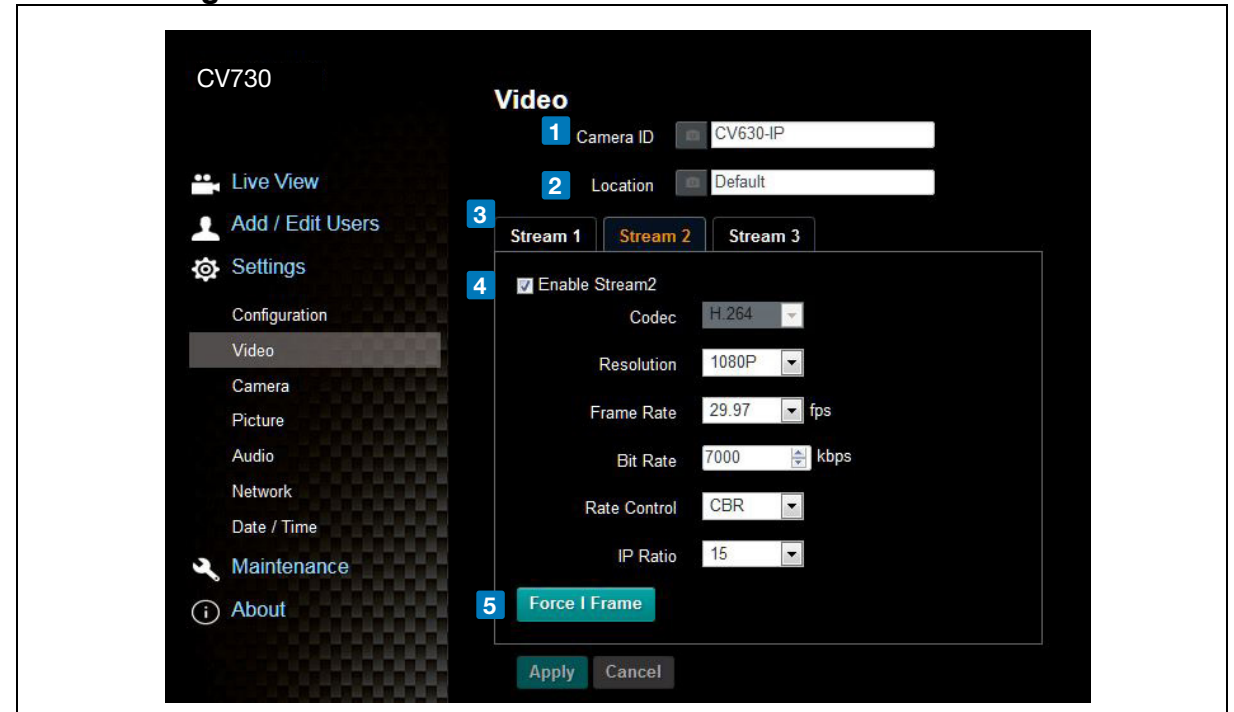 CV730
Live View
Add / Edit Users
Settings
Configuration
Video
Camera
Picture
Audio
Network
Date / Time
Maintenance
About
Video
1 Camera ID CV630-IP
2 Location Default
3 Stream 1 Stream 2 Stream 3
4 Enable Stream2
Codec H.264
Resolution 1080P
Frame Rate 29.97 fps
Bit Rate 7000 kbps
Rate Control CBR
IP Ratio 15
5 Force I Frame
Apply Cancel